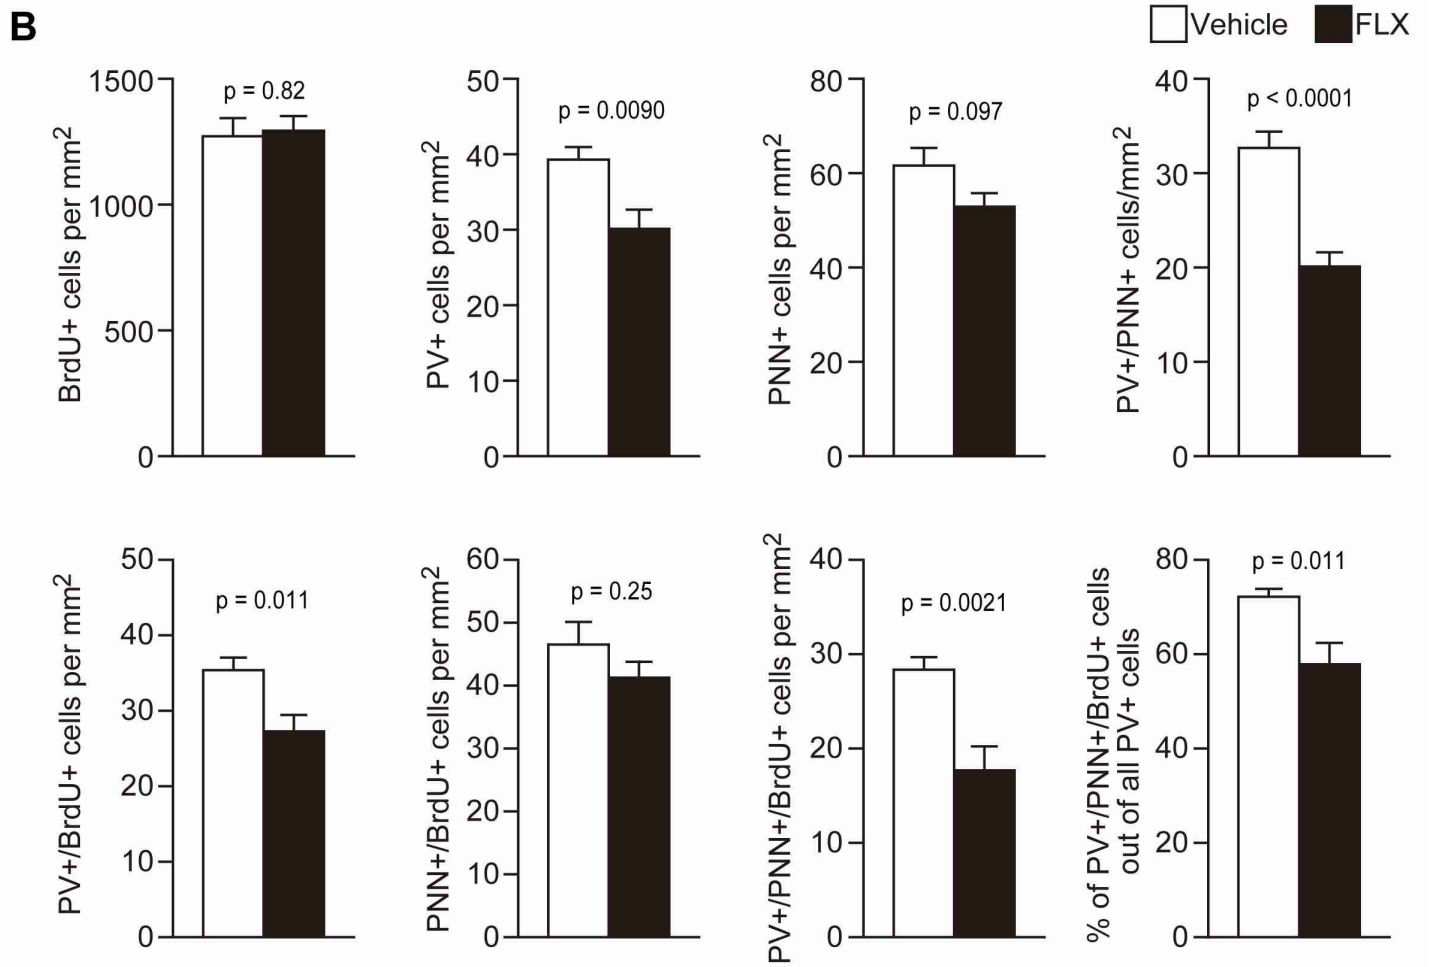 B
Vehicle FLX
BrdU+ cells per mm2
1500
1000
500
0
p = 0.82
PV+ cells per mm2
50
40
30
20
10
0
p = 0.0090
PNN+ cells per mm2
80
60
40
20
0
p = 0.097
PV+/PNN+ cells/mm2
40
30
20
10
0
p < 0.0001
PV+/BrdU+ cells per mm2
50
40
30
20
10
0
p = 0.011
PNN+/BrdU+ cells per mm2
60
50
40
30
20
10
0
p = 0.25
PV+/PNN+/BrdU+ cells per mm2
40
30
20
10
0
p = 0.0021
% of PV+/PNN+/BrdU+ cells
out of all PV+ cells
80
60
40
20
0
p = 0.011